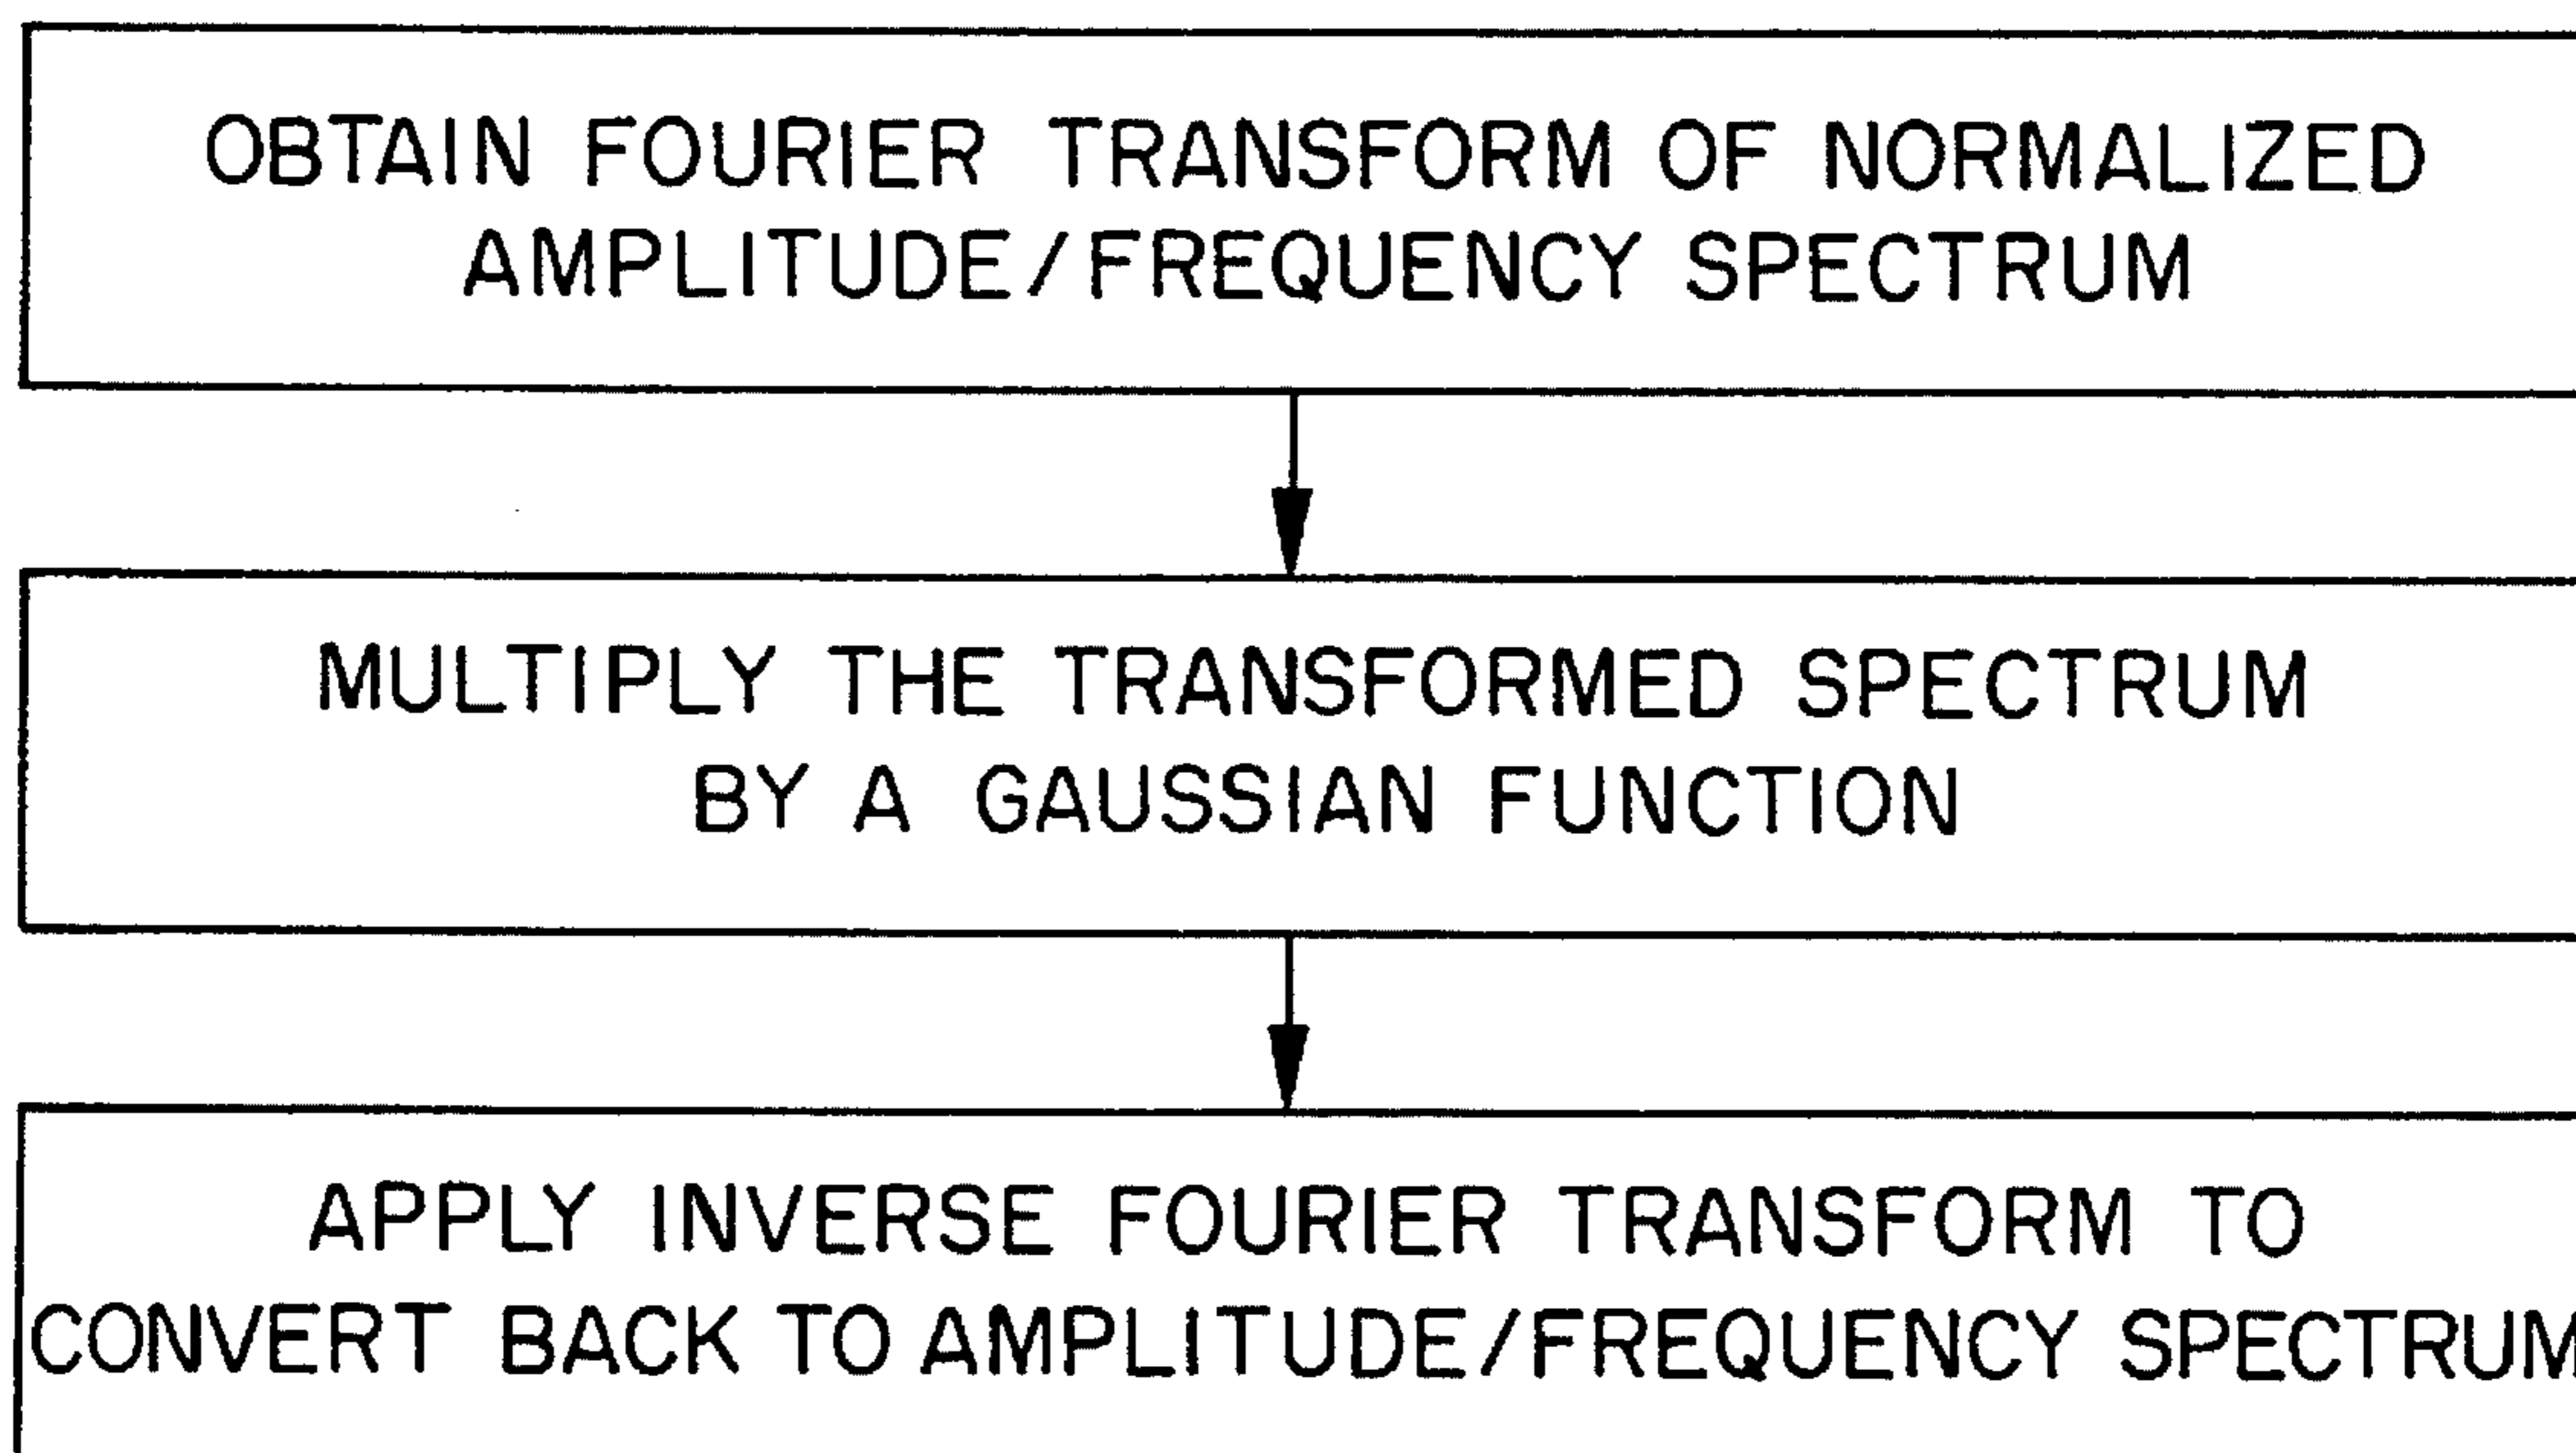 OBTAIN FOURIER TRANSFORM OF NORMALIZED
AMPLITUDE/FREQUENCY SPECTRUM
MULTIPLY THE TRANSFORMED SPECTRUM
BY A GAUSSIAN FUNCTION
APPLY INVERSE FOURIER TRANSFORM TO
CONVERT BACK TO AMPLITUDE/FREQUENCY SPECTRUM